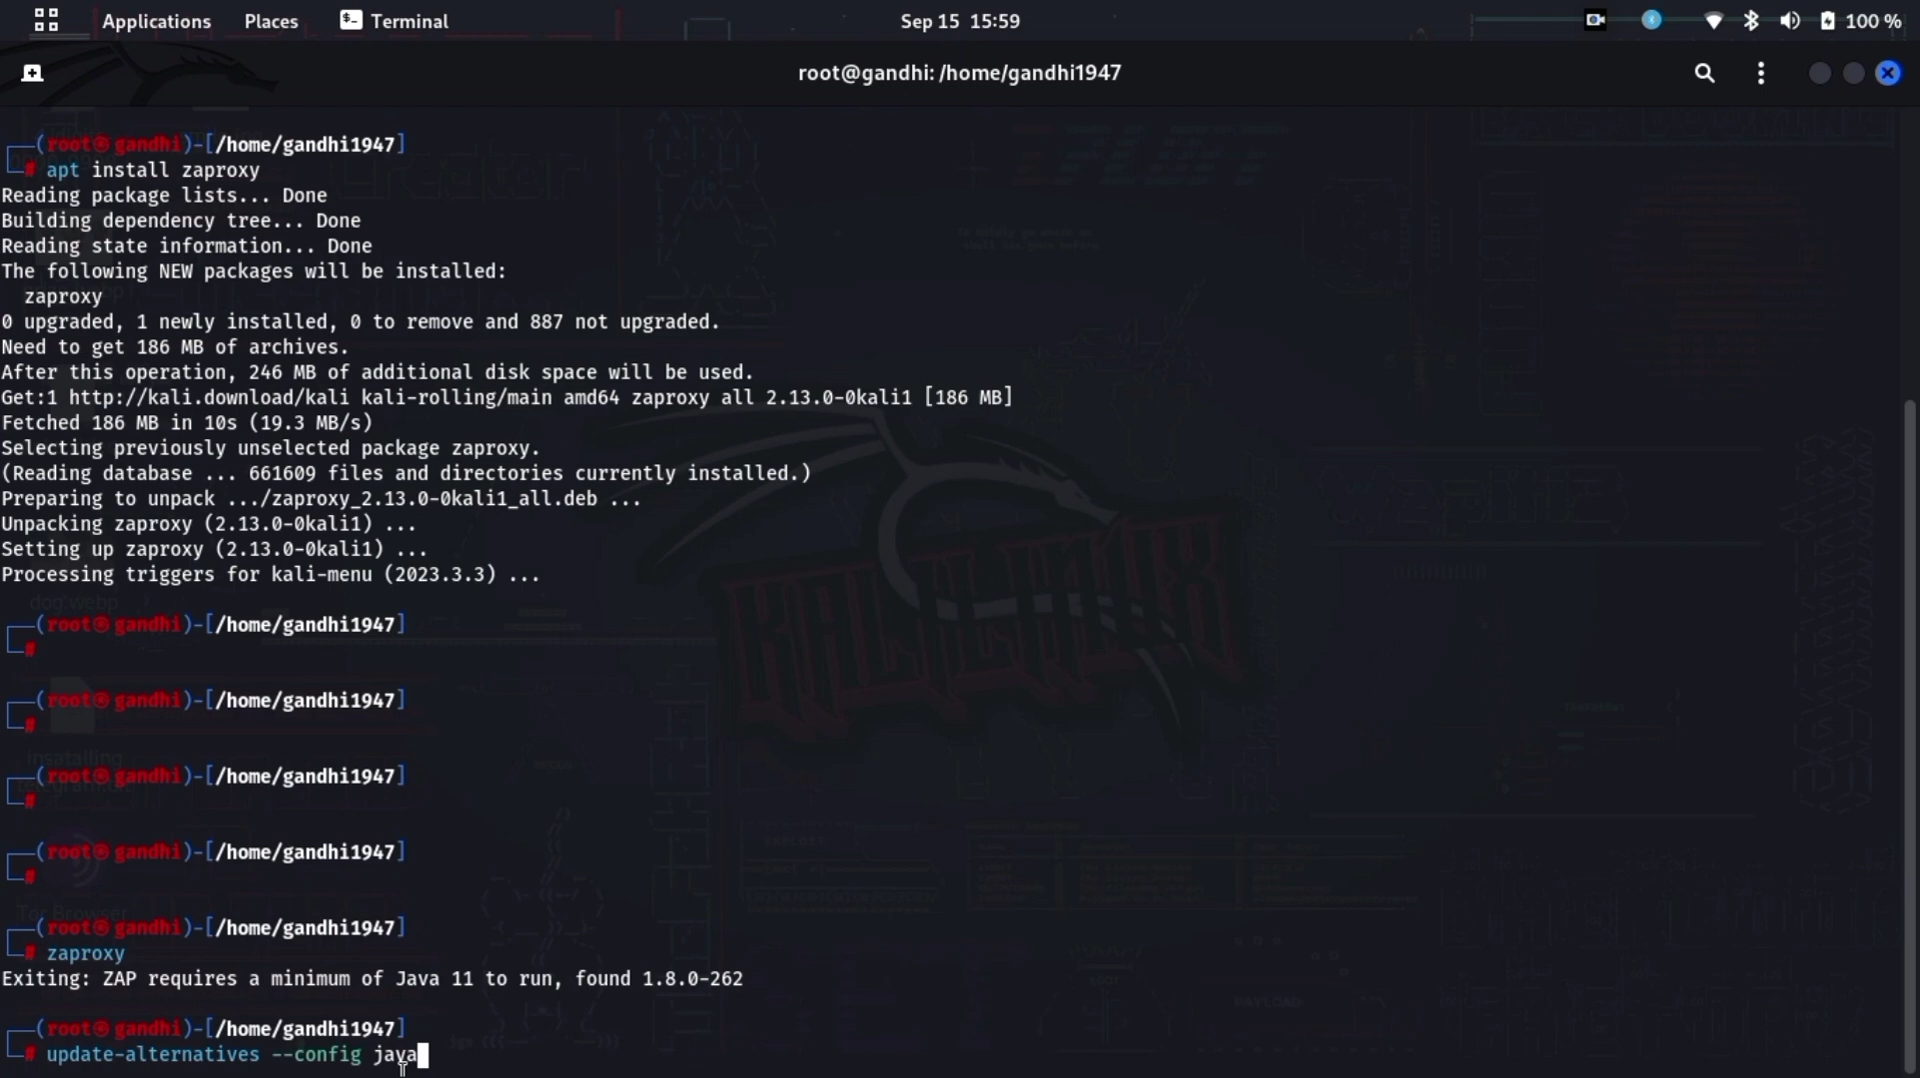 Applications Places Terminal Sep 15 15:59 100 %
root@gandhi: /home/gandhi1947
(root㉿gandhi)-[/home/gandhi1947]
# apt install zaproxy
Reading package lists... Done
Building dependency tree... Done
Reading state information... Done
The following NEW packages will be installed:
zaproxy
0 upgraded, 1 newly installed, 0 to remove and 887 not upgraded.
Need to get 186 MB of archives.
After this operation, 246 MB of additional disk space will be used.
Get:1 http://kali.download/kali kali-rolling/main amd64 zaproxy all 2.13.0-0kali1 [186 MB]
Fetched 186 MB in 10s (19.3 MB/s)
Selecting previously unselected package zaproxy.
(Reading database ... 661609 files and directories currently installed.)
Preparing to unpack .../zaproxy_2.13.0-0kali1_all.deb ...
Unpacking zaproxy (2.13.0-0kali1) ...
Setting up zaproxy (2.13.0-0kali1) ...
Processing triggers for kali-menu (2023.3.3) ...
dog.webp
(root㉿gandhi)-[/home/gandhi1947]
#
(root㉿gandhi)-[/home/gandhi1947]
#
Insatalling
(root㉿gandhi)-[/home/gandhi1947]
#
(root㉿gandhi)-[/home/gandhi1947]
#
Tor Browser
(root㉿gandhi)-[/home/gandhi1947]
# zaproxy
Exiting: ZAP requires a minimum of Java 11 to run, found 1.8.0-262
(root㉿gandhi)-[/home/gandhi1947]
# update-alternatives --config java
KALI LINUX
EXPLOIT
PAYLOAD